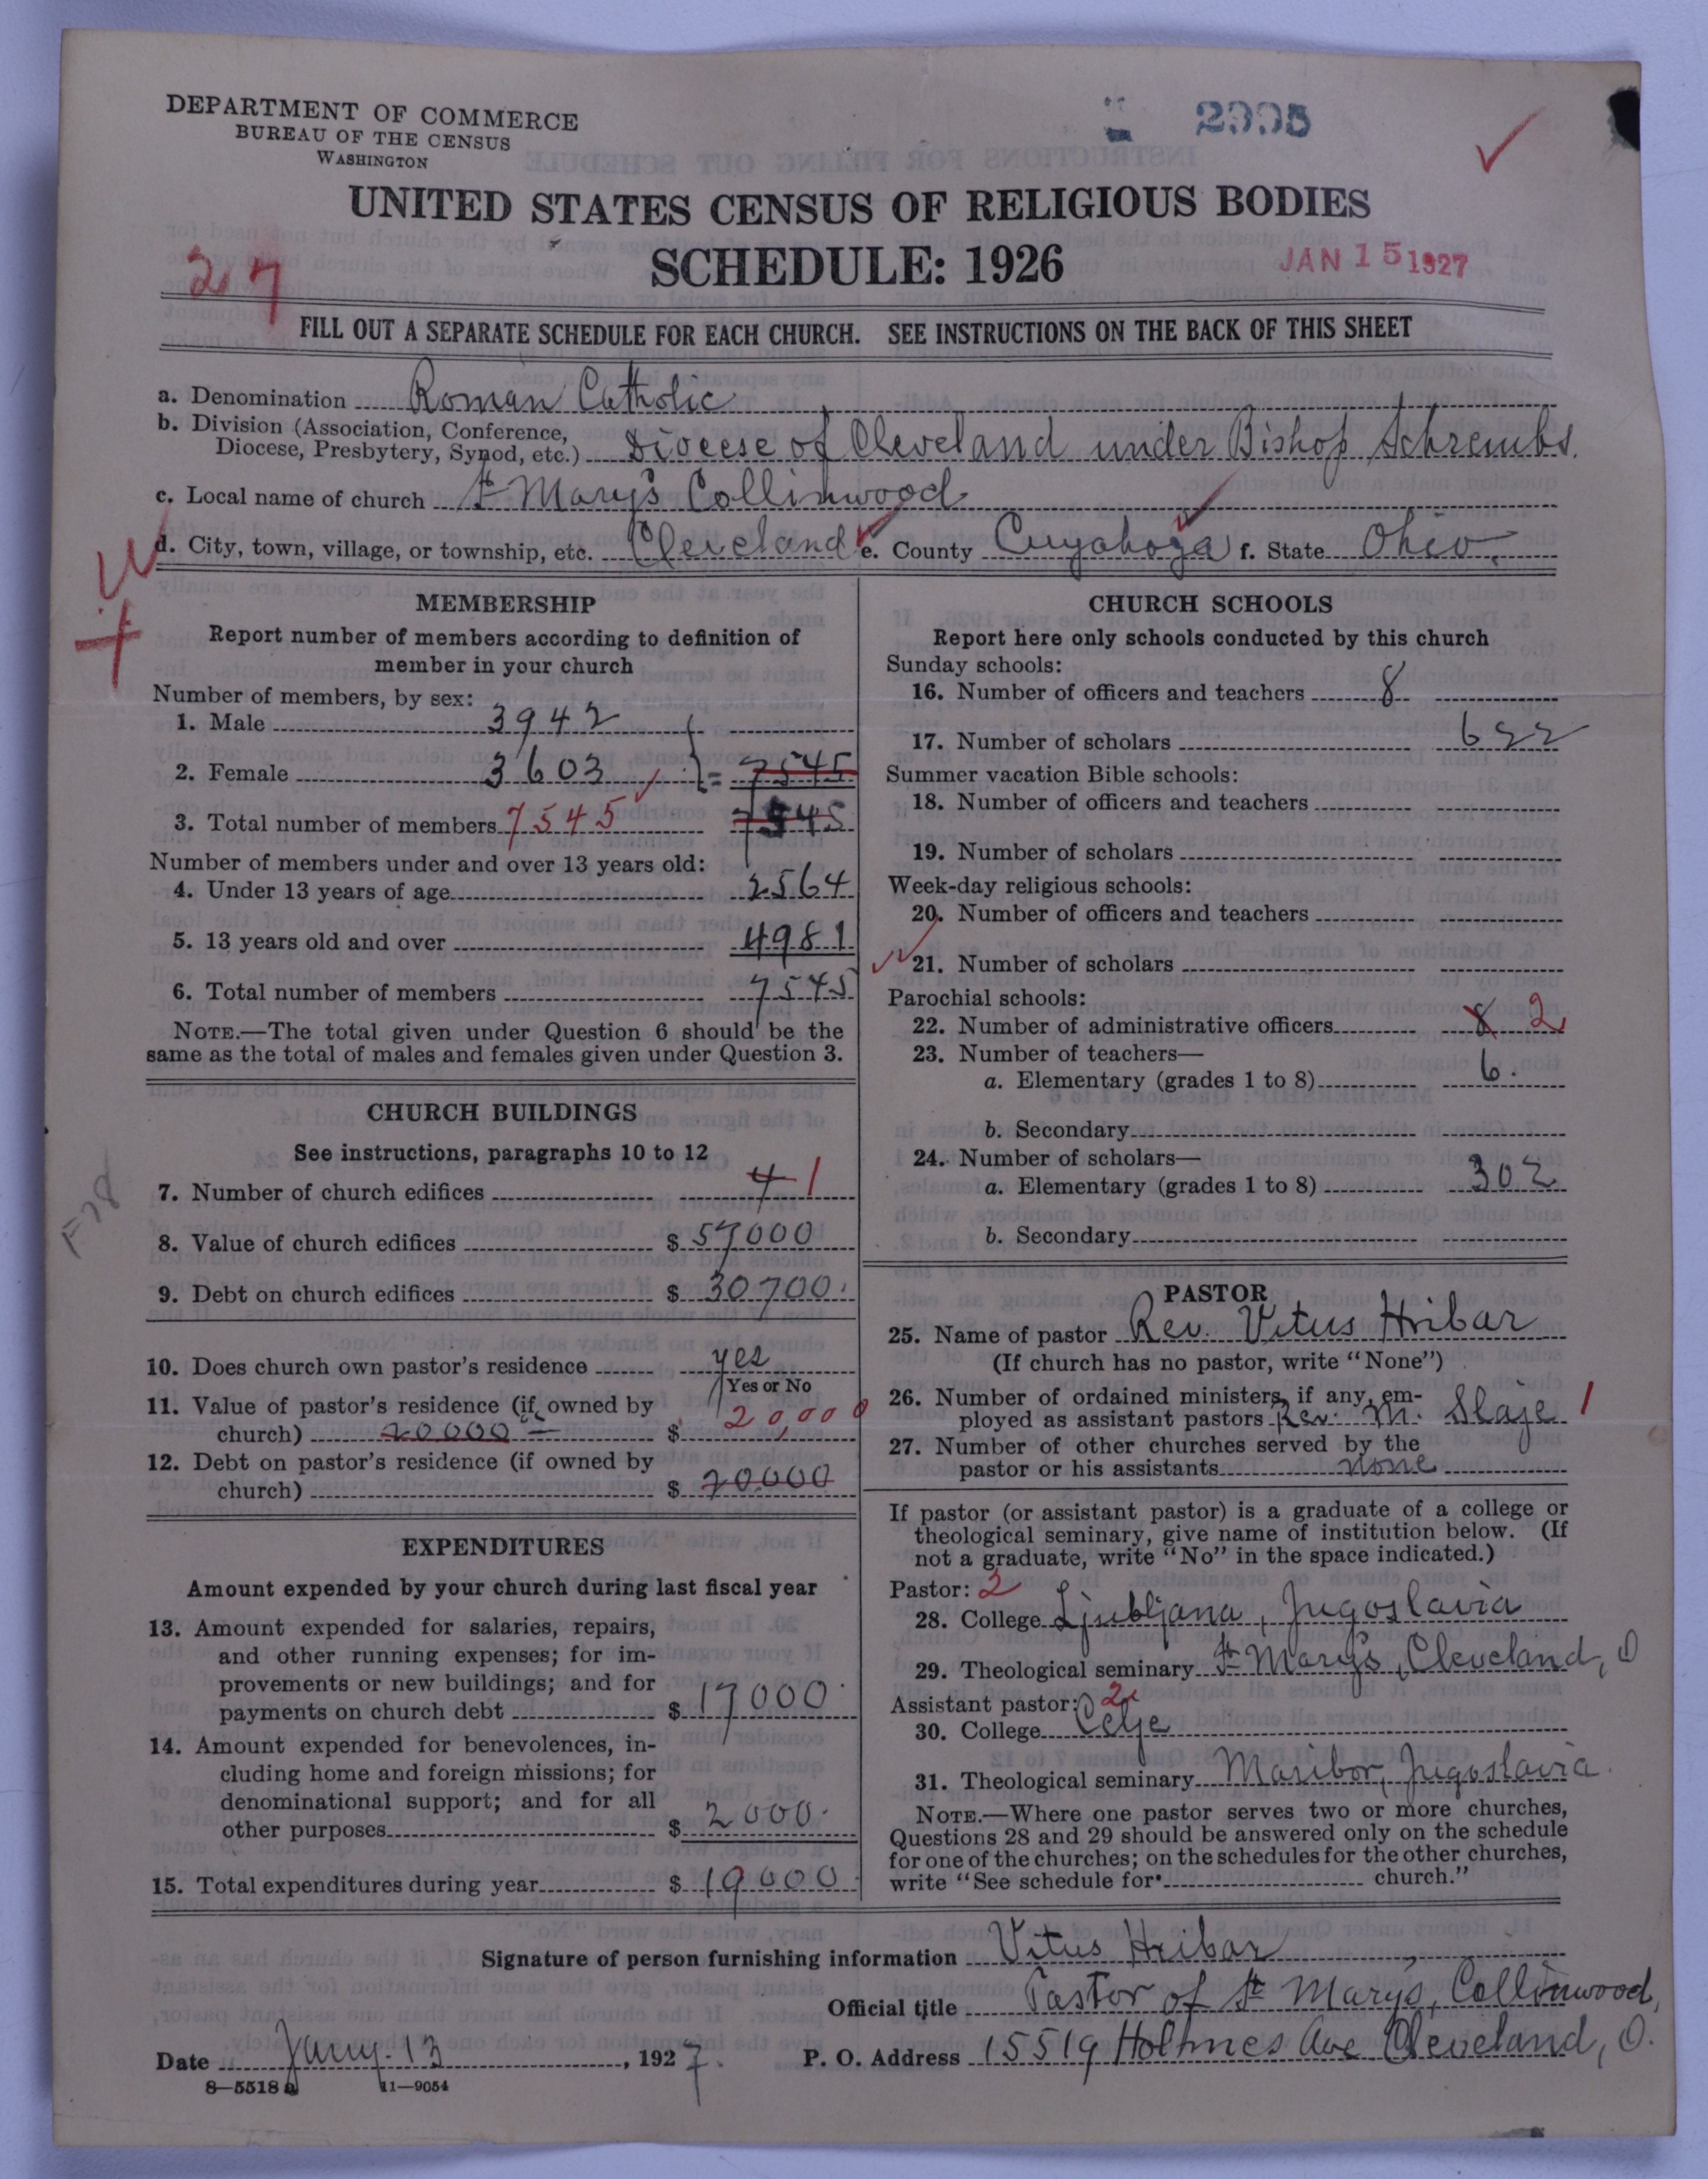 DEPARTMENT OF COMMERCE
BUREAU OF THE CENSUS
WASHINGTON
2995
UNITED STATES CENSUS OF RELIGIOUS BODIES
SCHEDULE: 1926
JAN 15 1927
27
FILL OUT A SEPARATE SCHEDULE FOR EACH CHURCH. SEE INSTRUCTIONS ON THE BACK OF THIS SHEET
a. Denomination Roman Catholic
b. Division (Association, Conference,
Diocese, Presbytery, Synod, etc.) Diocese of Cleveland under Bishop Schrembs.
c. Local name of church St Mary's Collinwood
d. City, town, village, or township, etc. Cleveland e. County Cuyahoga f. State Ohio.
MEMBERSHIP
Report number of members according to definition of
member in your church
Number of members, by sex:
1. Male 3942
2. Female 3603 = 7545
3. Total number of members 7545 7545
Number of members under and over 13 years old:
4. Under 13 years of age 2564
5. 13 years old and over 4981
6. Total number of members 7545
NOTE.—The total given under Question 6 should be the
same as the total of males and females given under Question 3.
CHURCH BUILDINGS
See instructions, paragraphs 10 to 12
7. Number of church edifices 4 1
8. Value of church edifices $ 57000
9. Debt on church edifices $ 30700.
10. Does church own pastor's residence yes
Yes or No
11. Value of pastor's residence (if owned by
church) 20000 — $ 20,000
12. Debt on pastor's residence (if owned by
church) $ 20000
EXPENDITURES
Amount expended by your church during last fiscal year
13. Amount expended for salaries, repairs,
and other running expenses; for im-
provements or new buildings; and for
payments on church debt $ 17000.
14. Amount expended for benevolences, in-
cluding home and foreign missions; for
denominational support; and for all
other purposes $ 2000.
15. Total expenditures during year $ 19000.
CHURCH SCHOOLS
Report here only schools conducted by this church
Sunday schools:
16. Number of officers and teachers 8
17. Number of scholars 622
Summer vacation Bible schools:
18. Number of officers and teachers
19. Number of scholars
Week-day religious schools:
20. Number of officers and teachers
21. Number of scholars
Parochial schools:
22. Number of administrative officers 8 2
23. Number of teachers—
a. Elementary (grades 1 to 8) 6.
b. Secondary
24. Number of scholars—
a. Elementary (grades 1 to 8) 302
b. Secondary
PASTOR
25. Name of pastor Rev. Vitus Hribar
(If church has no pastor, write "None")
26. Number of ordained ministers, if any, em-
ployed as assistant pastors Rev. M. Slaje 1
27. Number of other churches served by the
pastor or his assistants none
If pastor (or assistant pastor) is a graduate of a college or
theological seminary, give name of institution below. (If
not a graduate, write "No" in the space indicated.)
Pastor: 2
28. College Ljubljana, Jugoslavia
29. Theological seminary St Mary's, Cleveland, O
Assistant pastor: 2
30. College Celje
31. Theological seminary Maribor, Jugoslavia.
NOTE.—Where one pastor serves two or more churches,
Questions 28 and 29 should be answered only on the schedule
for one of the churches; on the schedules for the other churches,
write "See schedule for church."
Signature of person furnishing information Vitus Hribar
Official title Pastor of St Mary's, Collinwood,
Date Jany. 13, 1927. P. O. Address 15519 Holmes Ave Cleveland, O.
8—5518 a 11—9054